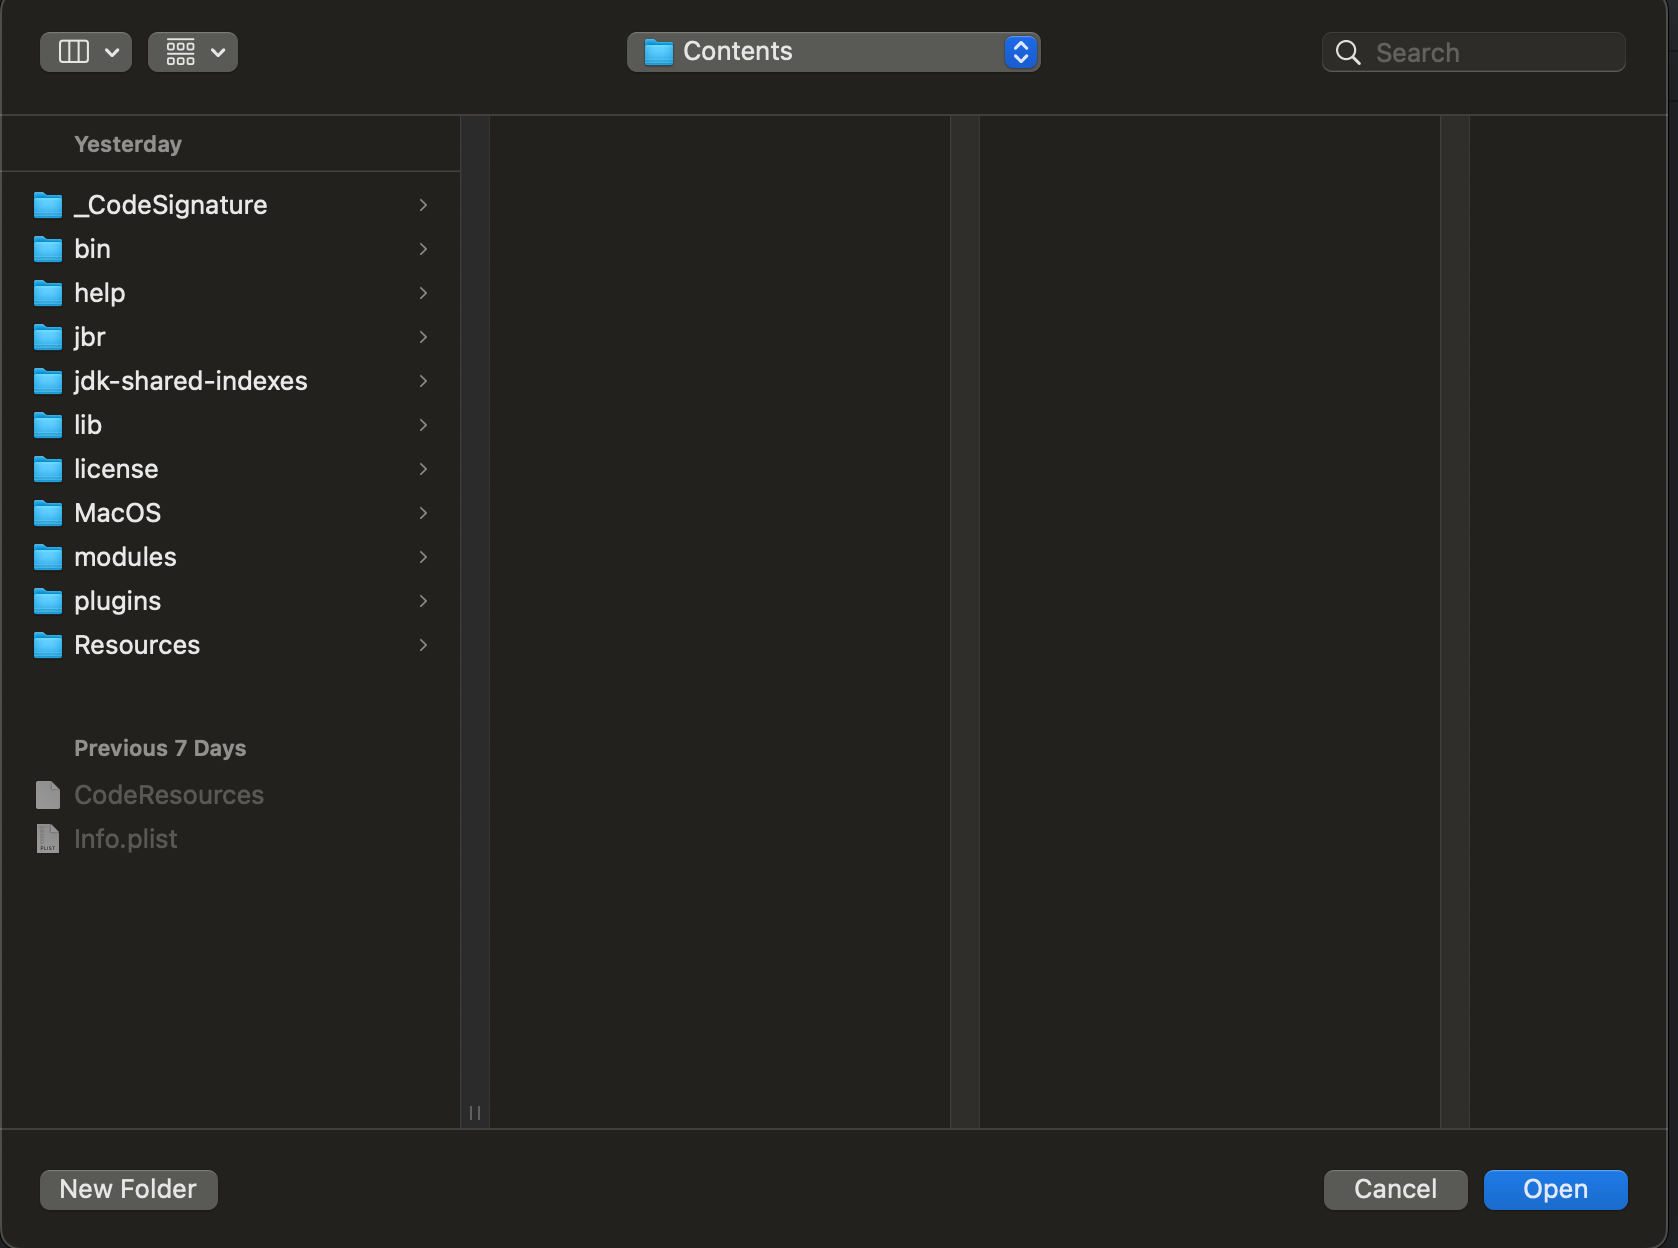 Contents
Search
Yesterday
_CodeSignature
bin
help
jbr
jdk-shared-indexes
lib
license
MacOS
modules
plugins
Resources
Previous 7 Days
CodeResources
PLIST
Info.plist
New Folder
Cancel
Open